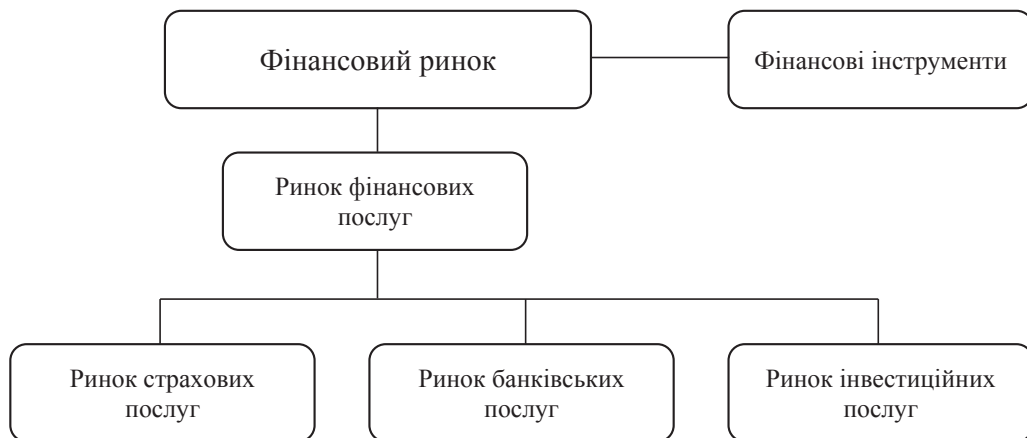 Фінансовий ринок
Фінансові інструменти
Ринок фінансових
послуг
Ринок страхових
послуг
Ринок банківських
послуг
Ринок інвестиційних
послуг